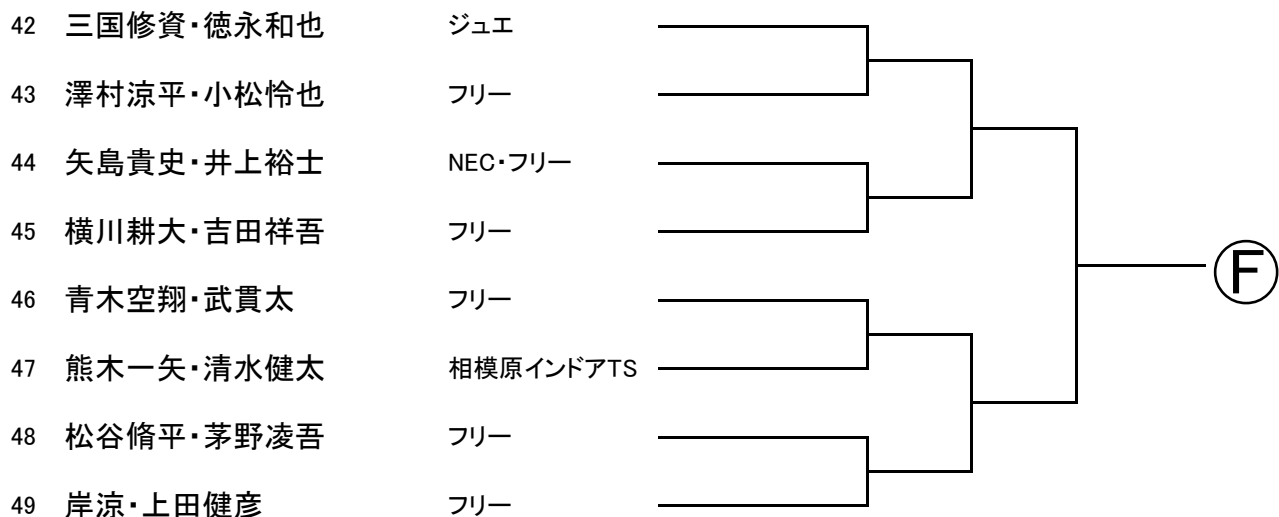 42 三国修資・徳永和也 ジュエ
43 澤村涼平・小松怜也 フリー
44 矢島貴史・井上裕士 NEC・フリー
45 横川耕大・吉田祥吾 フリー
F
46 青木空翔・武貫太 フリー
47 熊木一矢・清水健太 相模原インドアTS
48 松谷脩平・茅野凌吾 フリー
49 岸涼・上田健彦 フリー